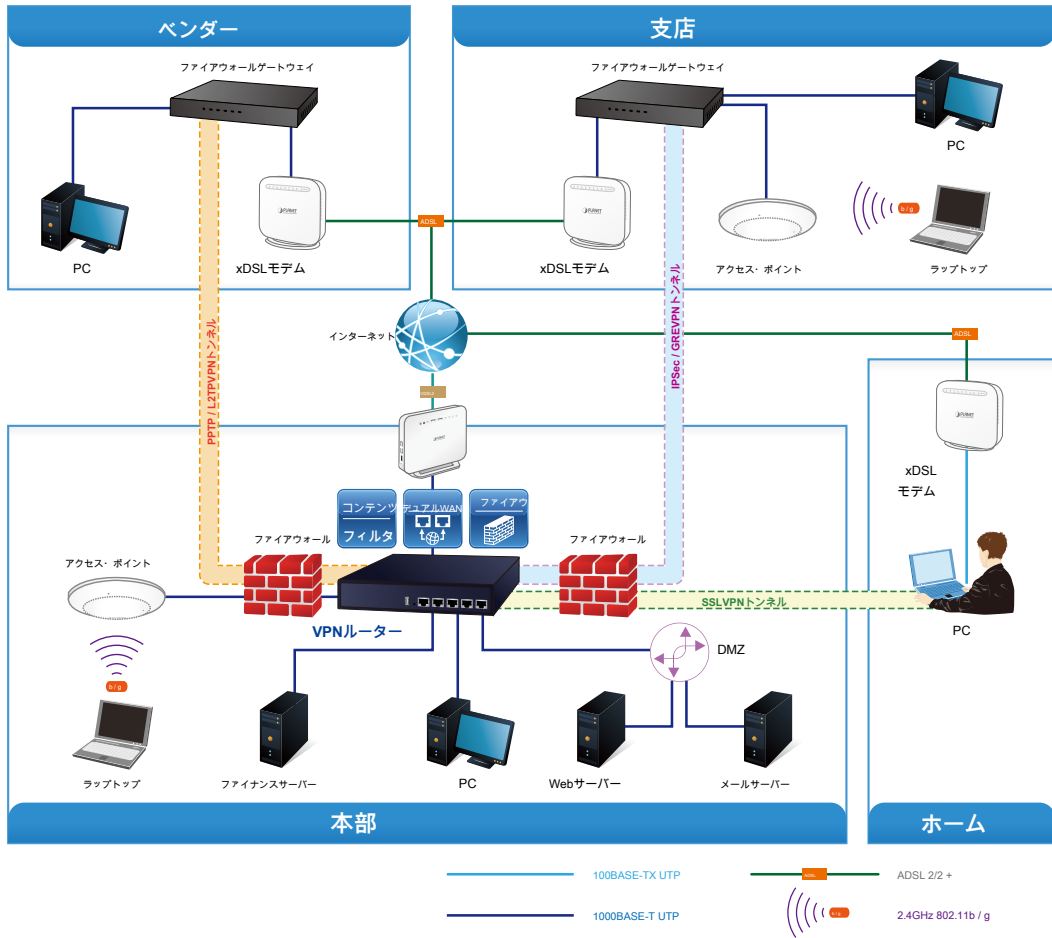 ベンダー
支店
ファイアウォールゲートウェイ
ファイアウォールゲートウェイ
PC
PLANET
PLANET
b / g
PC
xDSLモデム
ADSL
xDSLモデム
アクセス・ポイント
ラップトップ
インターネット
ADSL
PPTP / L2TPVPNトンネル
IPSec / GREVPNトンネル
PLANET
PLANET
xDSL
モデム
コンテンツ
フィルタ
デュアルWAN
ファイアウ
ファイアウォール
ファイアウォール
アクセス・ポイント
SSLVPNトンネル
VPNルーター
PC
DMZ
b / g
ラップトップ
ファイナンスサーバー
PC
Webサーバー
メールサーバー
本部
ホーム
100BASE-TX UTP
ADSL
ADSL 2/2 +
1000BASE-T UTP
b / g
2.4GHz 802.11b / g